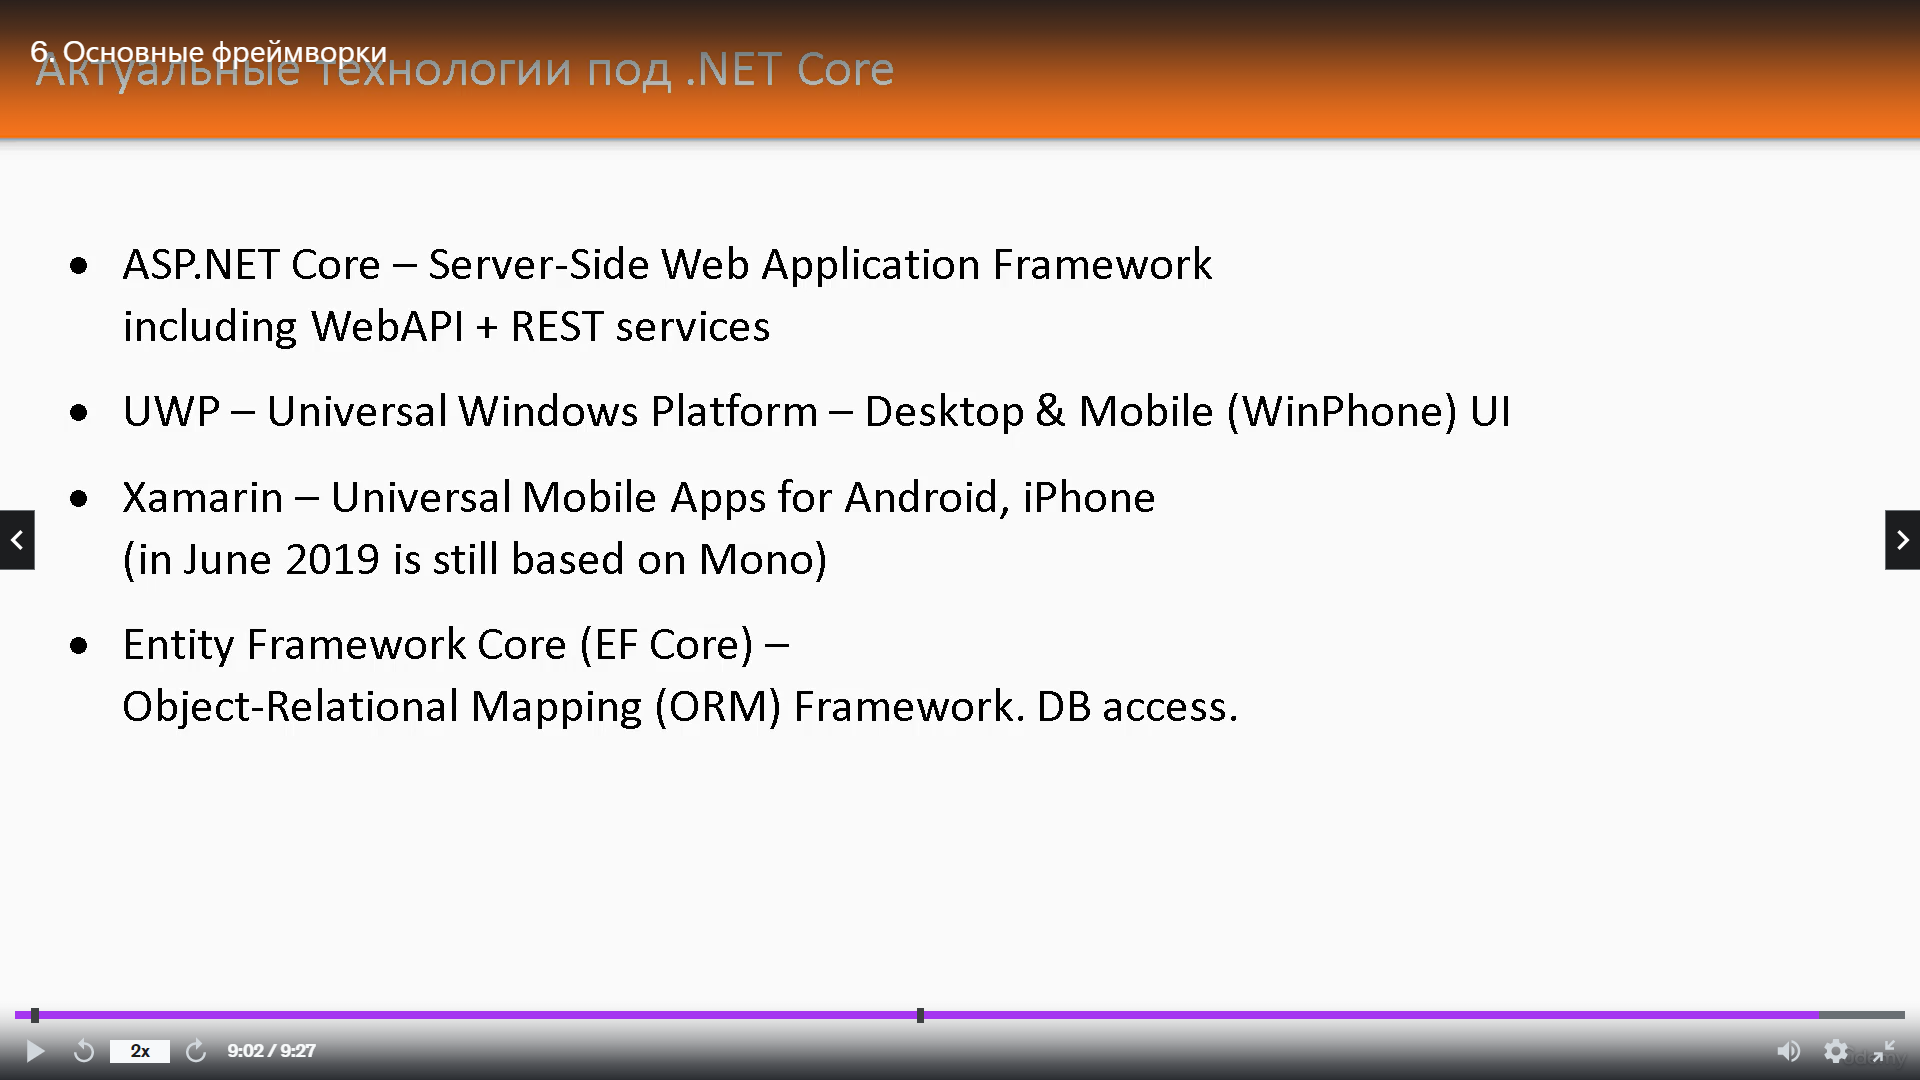 6. Основные фреймворки
Актуальные технологии под .NET Core
• ASP.NET Core – Server-Side Web Application Framework
including WebAPI + REST services
• UWP – Universal Windows Platform – Desktop & Mobile (WinPhone) UI
• Xamarin – Universal Mobile Apps for Android, iPhone
(in June 2019 is still based on Mono)
• Entity Framework Core (EF Core) –
Object-Relational Mapping (ORM) Framework. DB access.
2x
9:02 / 9:27